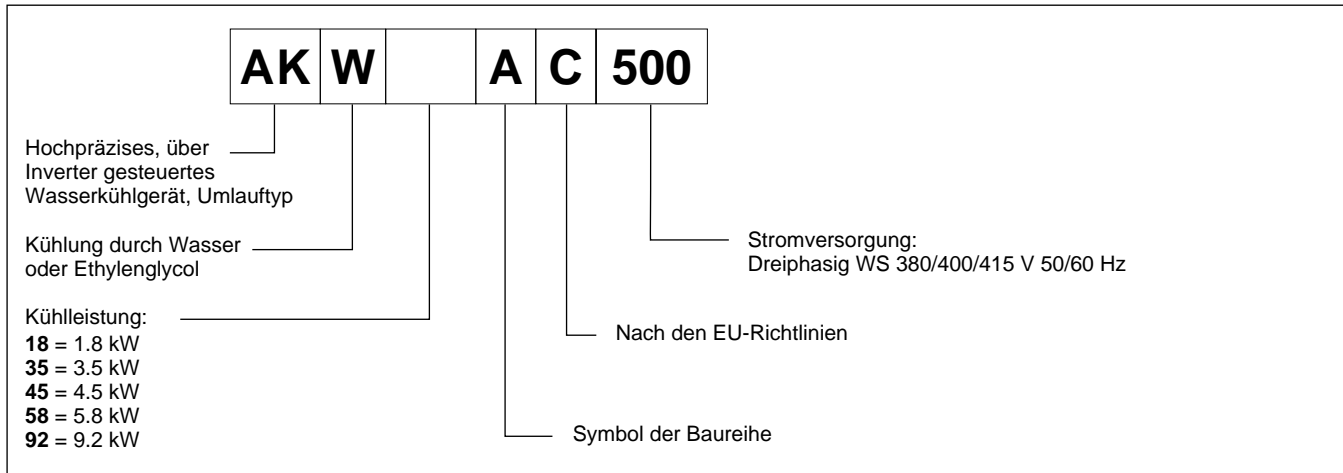 AK W A C 500
Hochpräzises, über
Inverter gesteuertes
Wasserkühlgerät, Umlauftyp
Kühlung durch Wasser
oder Ethylenglycol
Kühlleistung:
18 = 1.8 kW
35 = 3.5 kW
45 = 4.5 kW
58 = 5.8 kW
92 = 9.2 kW
Stromversorgung:
Dreiphasig WS 380/400/415 V 50/60 Hz
Nach den EU-Richtlinien
Symbol der Baureihe